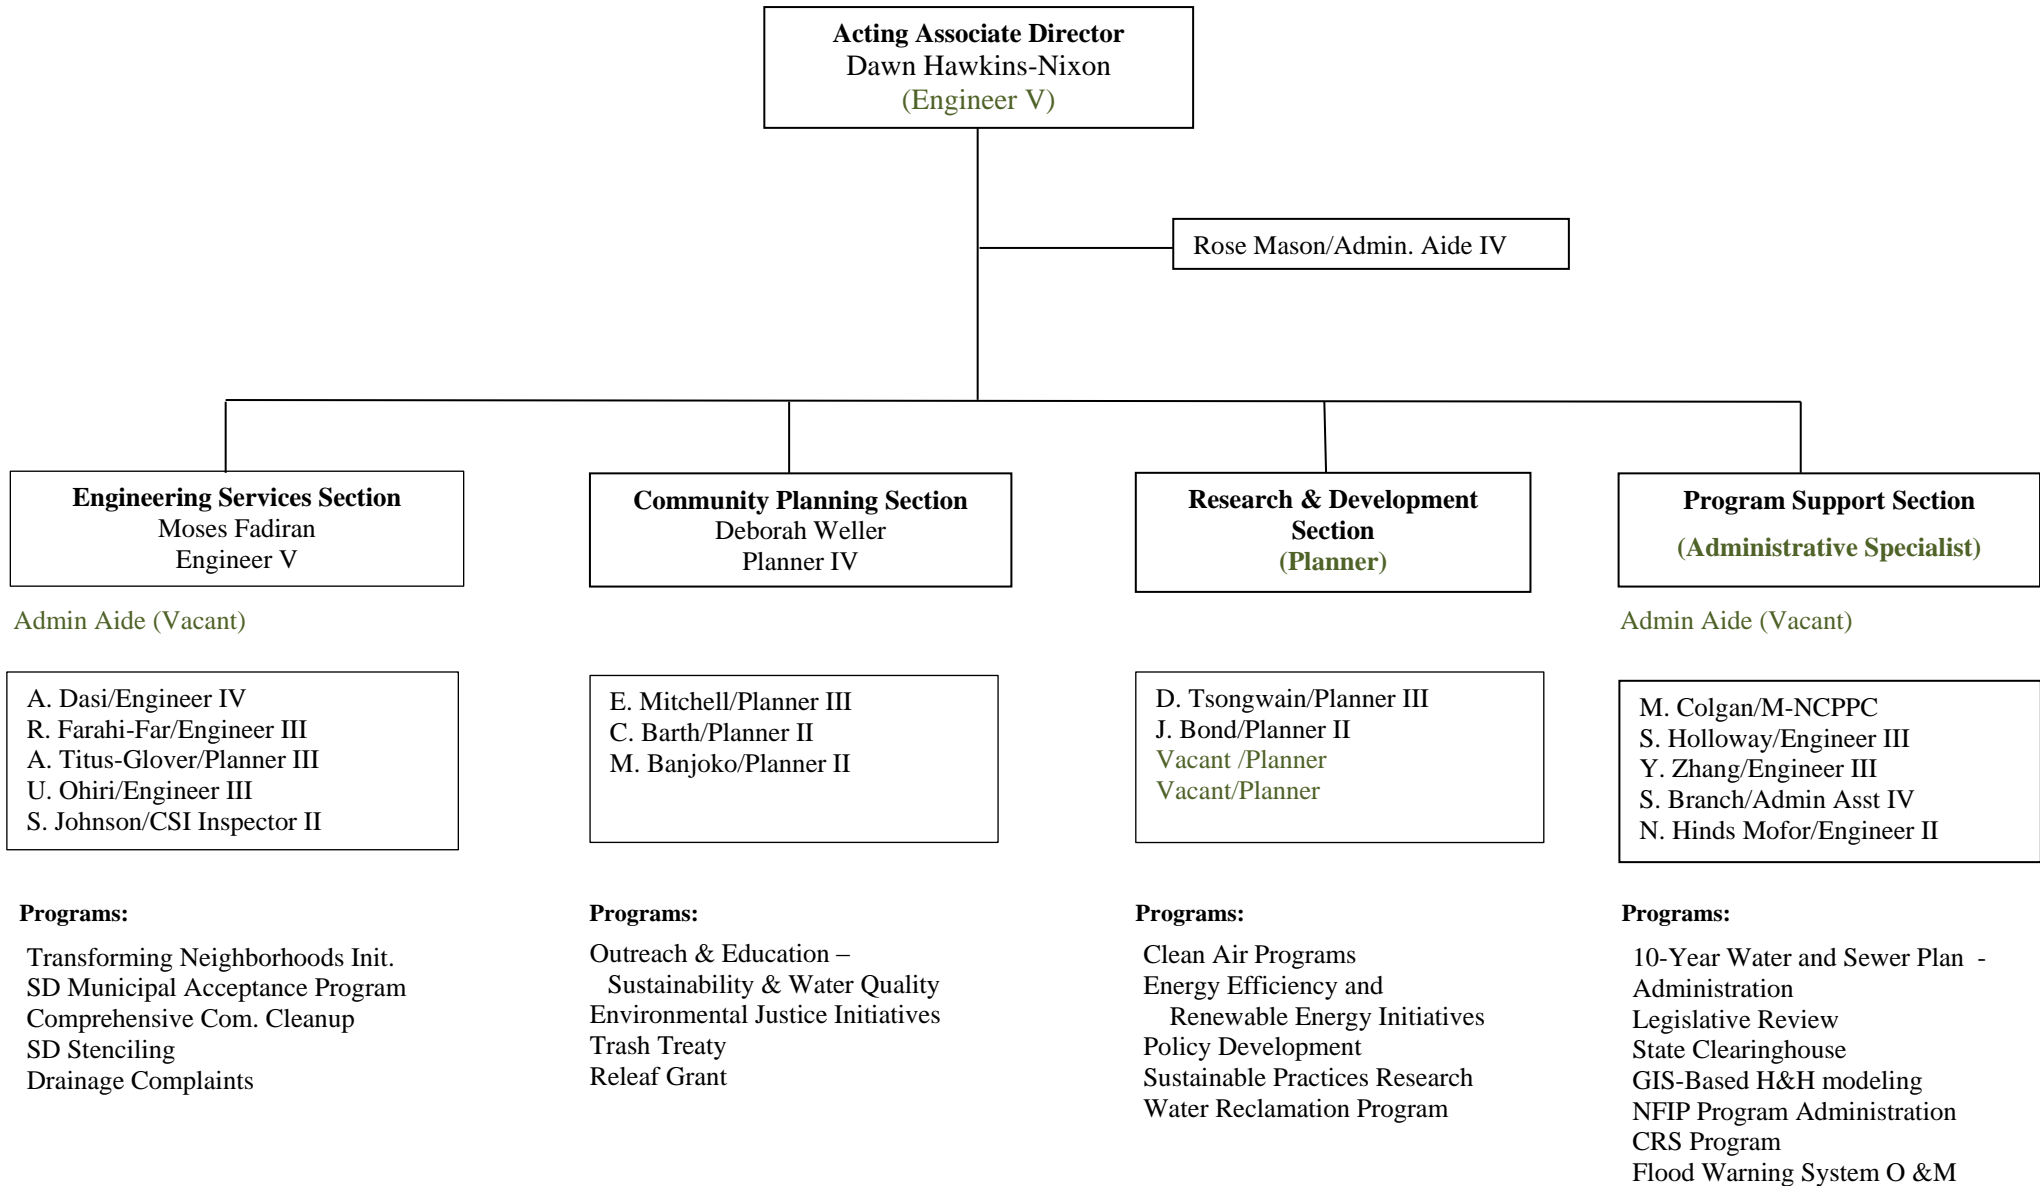 Acting Associate Director
Dawn Hawkins-Nixon
(Engineer V)
Rose Mason/Admin. Aide IV
Engineering Services Section
Moses Fadiran
Engineer V
Admin Aide (Vacant)
A. Dasi/Engineer IV
R. Farahi-Far/Engineer III
A. Titus-Glover/Planner III
U. Ohiri/Engineer III
S. Johnson/CSI Inspector II
Programs:
Transforming Neighborhoods Init.
SD Municipal Acceptance Program
Comprehensive Com. Cleanup
SD Stenciling
Drainage Complaints
Community Planning Section
Deborah Weller
Planner IV
E. Mitchell/Planner III
C. Barth/Planner II
M. Banjoko/Planner II
Programs:
Outreach & Education –
Sustainability & Water Quality
Environmental Justice Initiatives
Trash Treaty
Releaf Grant
Research & Development
Section
(Planner)
D. Tsongwain/Planner III
J. Bond/Planner II
Vacant /Planner
Vacant/Planner
Programs:
Clean Air Programs
Energy Efficiency and
Renewable Energy Initiatives
Policy Development
Sustainable Practices Research
Water Reclamation Program
Program Support Section
(Administrative Specialist)
Admin Aide (Vacant)
M. Colgan/M-NCPPC
S. Holloway/Engineer III
Y. Zhang/Engineer III
S. Branch/Admin Asst IV
N. Hinds Mofor/Engineer II
Programs:
10-Year Water and Sewer Plan -
Administration
Legislative Review
State Clearinghouse
GIS-Based H&H modeling
NFIP Program Administration
CRS Program
Flood Warning System O &M